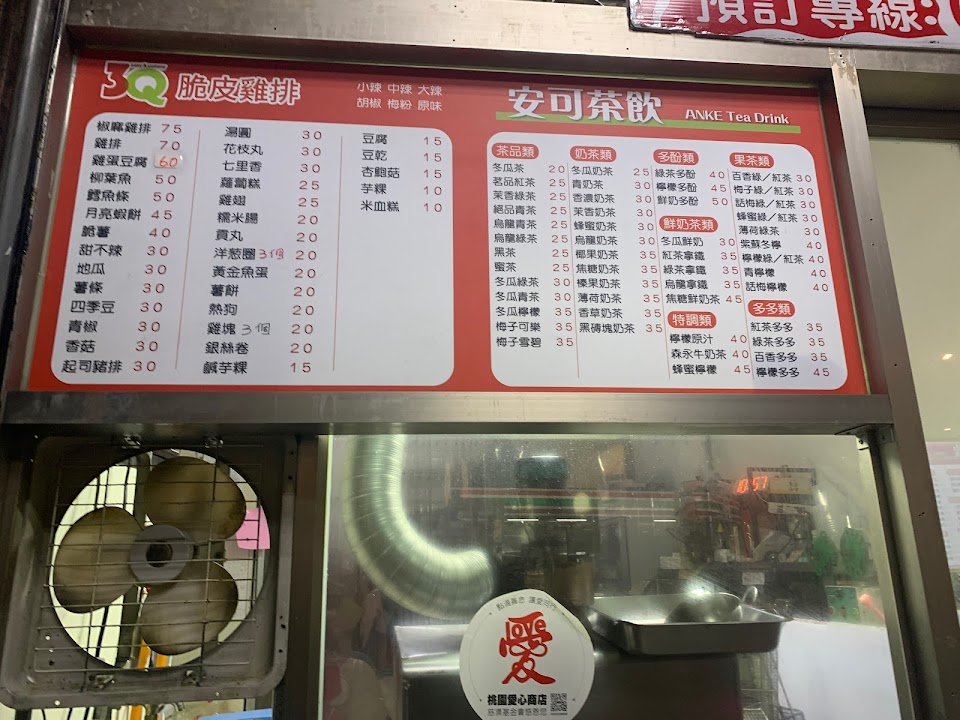 預訂專線:
3Q 脆皮雞排
小辣 中辣 大辣
胡椒 梅粉 原味
椒麻雞排 75
雞排 70
雞蛋豆腐 60
柳葉魚 50
鱈魚條 50
月亮蝦餅 45
脆薯 40
甜不辣 30
地瓜 30
薯條 30
四季豆 30
青椒 30
香菇 30
起司豬排 30
湯圓 30
花枝丸 30
七里香 30
蘿蔔糕 25
雞翅 25
糯米腸 20
貢丸 20
洋葱圈3個 20
黃金魚蛋 20
薯餅 20
熱狗 20
雞塊3個 20
銀絲卷 20
鹹芋粿 15
豆腐 15
豆乾 15
杏鮑菇 15
芋粿 10
米血糕 10
安可茶飲 ANKE Tea Drink
茶品類
冬瓜茶 20
茗品紅茶 25
茉香綠茶 25
絕品青茶 25
烏龍青茶 25
烏龍綠茶 25
黑茶 25
蜜茶 25
冬瓜綠茶 30
冬瓜青茶 30
冬瓜檸檬 35
梅子可樂 35
梅子雪碧 35
奶茶類
冬瓜奶茶 25
青奶茶 30
香濃奶茶 30
茉香奶茶 30
蜂蜜奶茶 30
烏龍奶茶 30
椰果奶茶 35
焦糖奶茶 35
榛果奶茶 35
薄荷奶茶 35
香草奶茶 35
黑磚塊奶茶 35
多酚類
綠茶多酚 40
檸檬多酚 45
鮮奶多酚 50
鮮奶茶類
冬瓜鮮奶 30
紅茶拿鐵 35
綠茶拿鐵 35
烏龍拿鐵 35
焦糖鮮奶茶 45
特調類
檸檬原汁 40
森永牛奶茶 40
蜂蜜檸檬 45
果茶類
百香綠/紅茶 30
梅子綠/紅茶 30
話梅綠/紅茶 30
蜂蜜綠/紅茶 30
薄荷綠茶 30
紫蘇冬檸 40
檸檬綠/紅茶 40
青檸檬 40
話梅檸檬 40
多多類
紅茶多多 35
綠茶多多 35
百香多多 35
檸檬多多 45
10:57
愛
桃園愛心商店